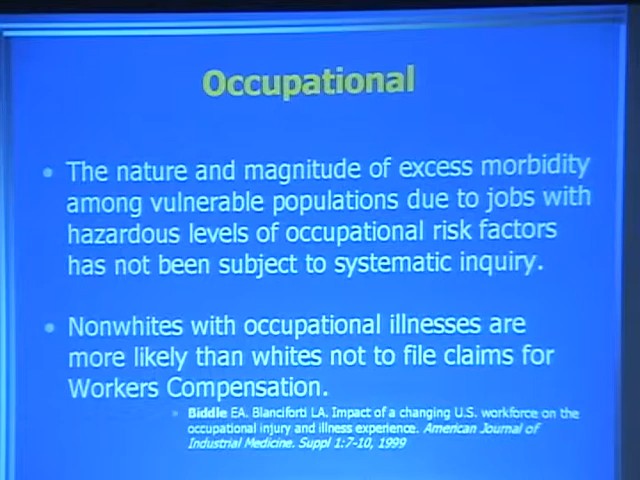 Occupational
• The nature and magnitude of excess morbidity
among vulnerable populations due to jobs with
hazardous levels of occupational risk factors
has not been subject to systematic inquiry.
• Nonwhites with occupational illnesses are
more likely than whites not to file claims for
Workers Compensation.
• Biddle EA. Blanciforti LA. Impact of a changing U.S. workforce on the
occupational injury and illness experience. American Journal of
Industrial Medicine. Suppl 1:7-10, 1999